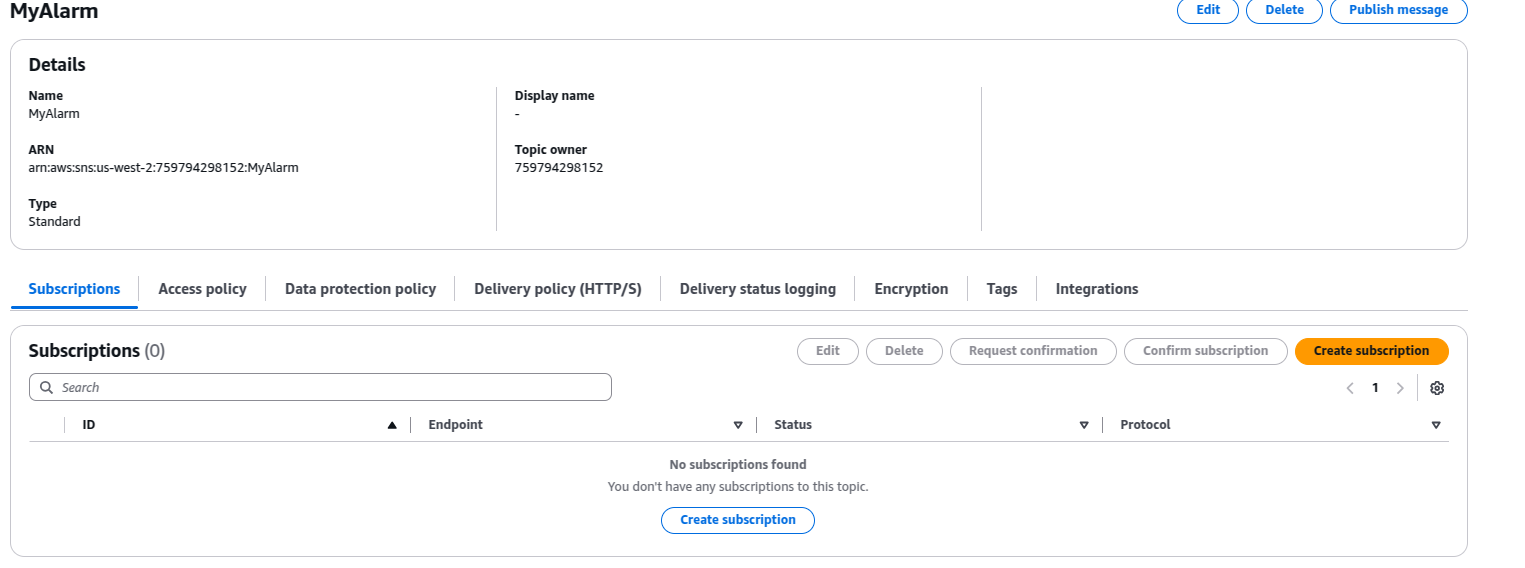 MyAlarm
Edit
Delete
Publish message
Details
Name
MyAlarm
ARN
arn:aws:sns:us-west-2:759794298152:MyAlarm
Type
Standard
Display name
-
Topic owner
759794298152
Subscriptions
Access policy
Data protection policy
Delivery policy (HTTP/S)
Delivery status logging
Encryption
Tags
Integrations
Subscriptions (0)
Edit
Delete
Request confirmation
Confirm subscription
Create subscription
Search
1
ID
Endpoint
Status
Protocol
No subscriptions found
You don't have any subscriptions to this topic.
Create subscription